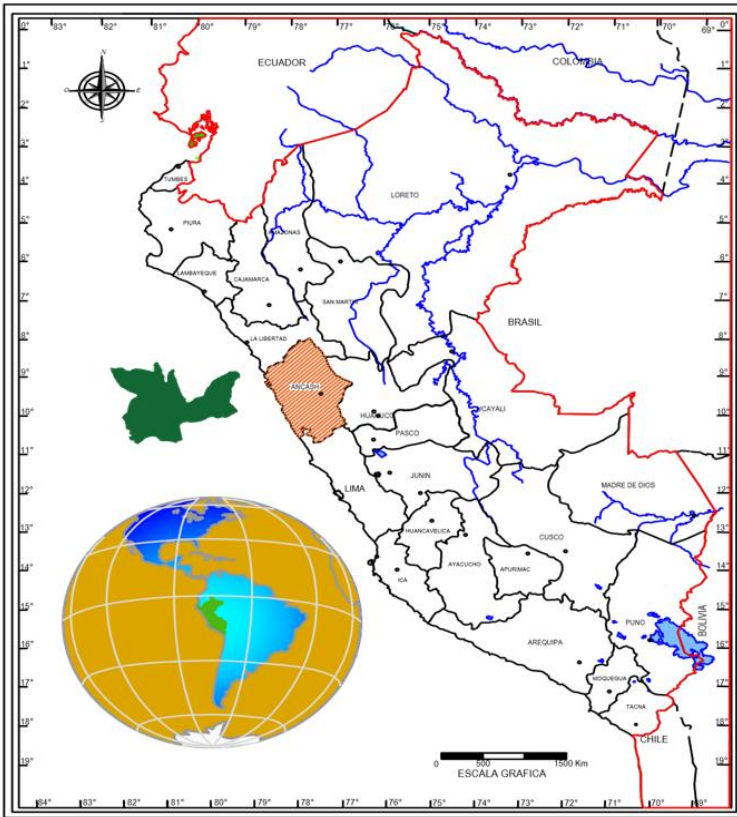 81° 80° 79° 78° 77° 76° 75° 74° 73° 72° 71° 70° 69°
0°
N
O E
S
ECUADOR
COLOMBIA
1°
2°
3°
4°
5°
6°
7°
8°
9°
10°
11°
12°
13°
14°
15°
16°
17°
18°
19°
TUMBES
LORETO
PIURA
AMAZONAS
LAMBAYEQUE
CAJAMARCA
SAN MARTIN
BRASIL
LA LIBERTAD
ANCASH
HUANUCO
UCAYALI
PASCO
JUNIN
LIMA
MADRE DE DIOS
HUANCAVELICA
CUSCO
AYACUCHO
APURIMAC
ICA
PUNO
BOLIVIA
AREQUIPA
MOQUEGUA
TACNA
CHILE
0 500 1500 Km
ESCALA GRAFICA
84° 83° 82° 81° 80° 79° 78° 77° 76° 75° 74° 73° 72° 71° 70° 69°